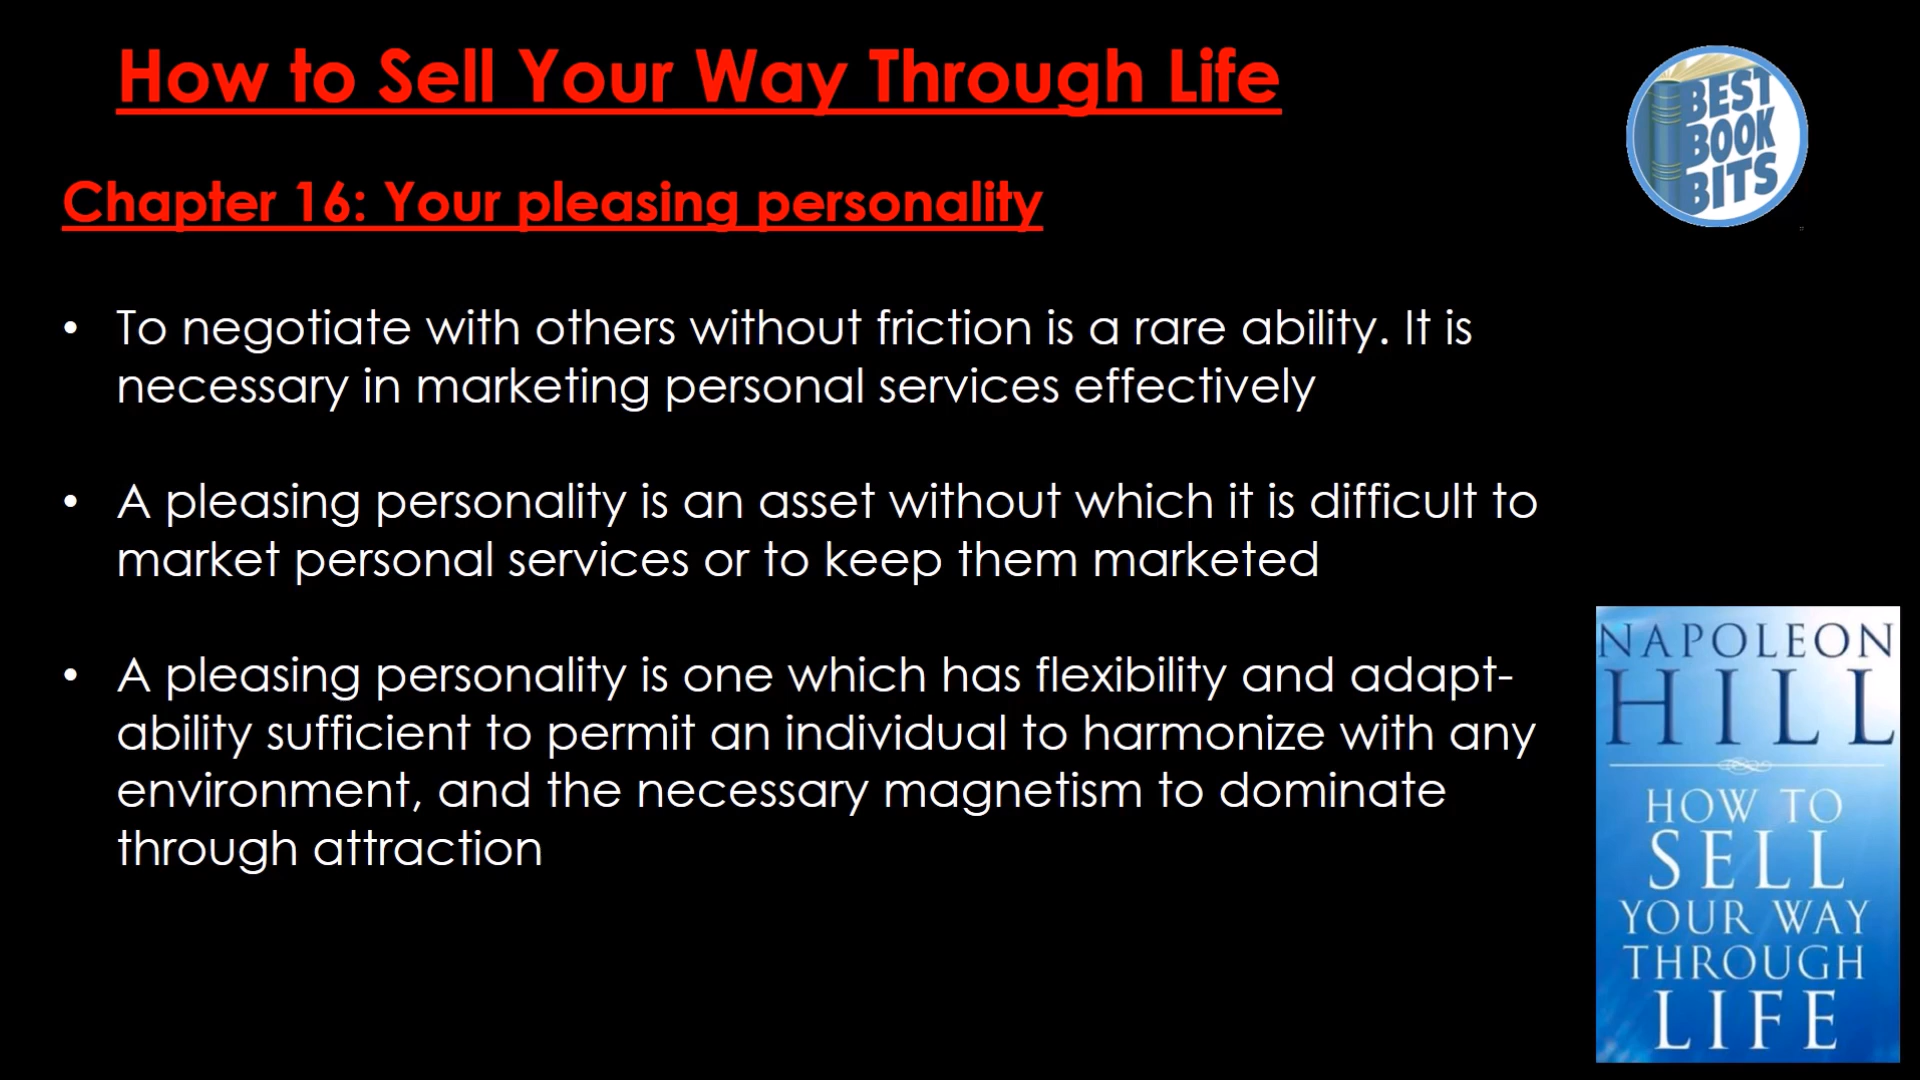 How to Sell Your Way Through Life
BEST
BOOK
BITS
Chapter 16: Your pleasing personality
• To negotiate with others without friction is a rare ability. It is
necessary in marketing personal services effectively
• A pleasing personality is an asset without which it is difficult to
market personal services or to keep them marketed
• A pleasing personality is one which has flexibility and adapt-
ability sufficient to permit an individual to harmonize with any
environment, and the necessary magnetism to dominate
through attraction
NAPOLEON
HILL
HOW TO
SELL
YOUR WAY
THROUGH
LIFE